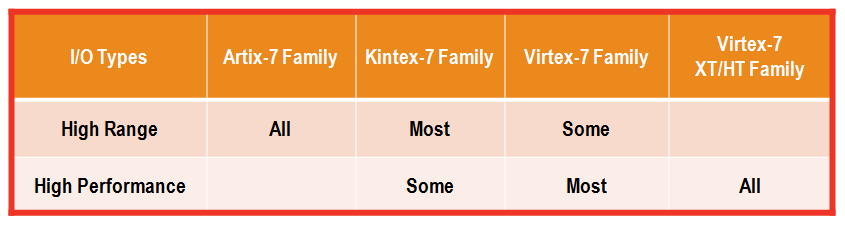 I/O Types Artix-7 Family Kintex-7 Family Virtex-7 Family Virtex-7
XT/HT Family
High Range All Most Some
High Performance Some Most All